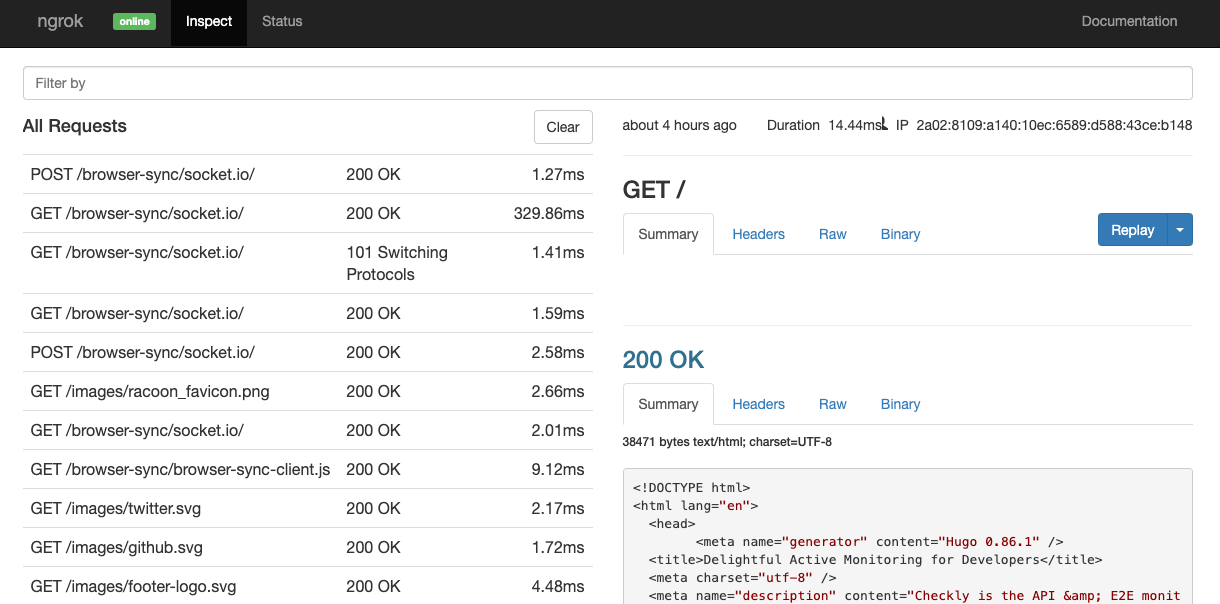 ngrok online Inspect Status Documentation
Filter by
All Requests Clear
POST /browser-sync/socket.io/ 200 OK 1.27ms
GET /browser-sync/socket.io/ 200 OK 329.86ms
GET /browser-sync/socket.io/ 101 Switching 1.41ms
Protocols
GET /browser-sync/socket.io/ 200 OK 1.59ms
POST /browser-sync/socket.io/ 200 OK 2.58ms
GET /images/racoon_favicon.png 200 OK 2.66ms
GET /browser-sync/socket.io/ 200 OK 2.01ms
GET /browser-sync/browser-sync-client.js 200 OK 9.12ms
GET /images/twitter.svg 200 OK 2.17ms
GET /images/github.svg 200 OK 1.72ms
GET /images/footer-logo.svg 200 OK 4.48ms
about 4 hours ago Duration 14.44ms IP 2a02:8109:a140:10ec:6589:d588:43ce:b148
GET /
Summary Headers Raw Binary Replay
200 OK
Summary Headers Raw Binary
38471 bytes text/html; charset=UTF-8
<!DOCTYPE html>
<html lang="en">
<head>
<meta name="generator" content="Hugo 0.86.1" />
<title>Delightful Active Monitoring for Developers</title>
<meta charset="utf-8" />
<meta name="description" content="Checkly is the API &amp; E2E monit